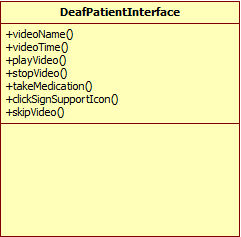 DeafPatientInterface
+videoName()
+videoTime()
+playVideo()
+stopVideo()
+takeMedication()
+clickSignSupportIcon()
+skipVideo()